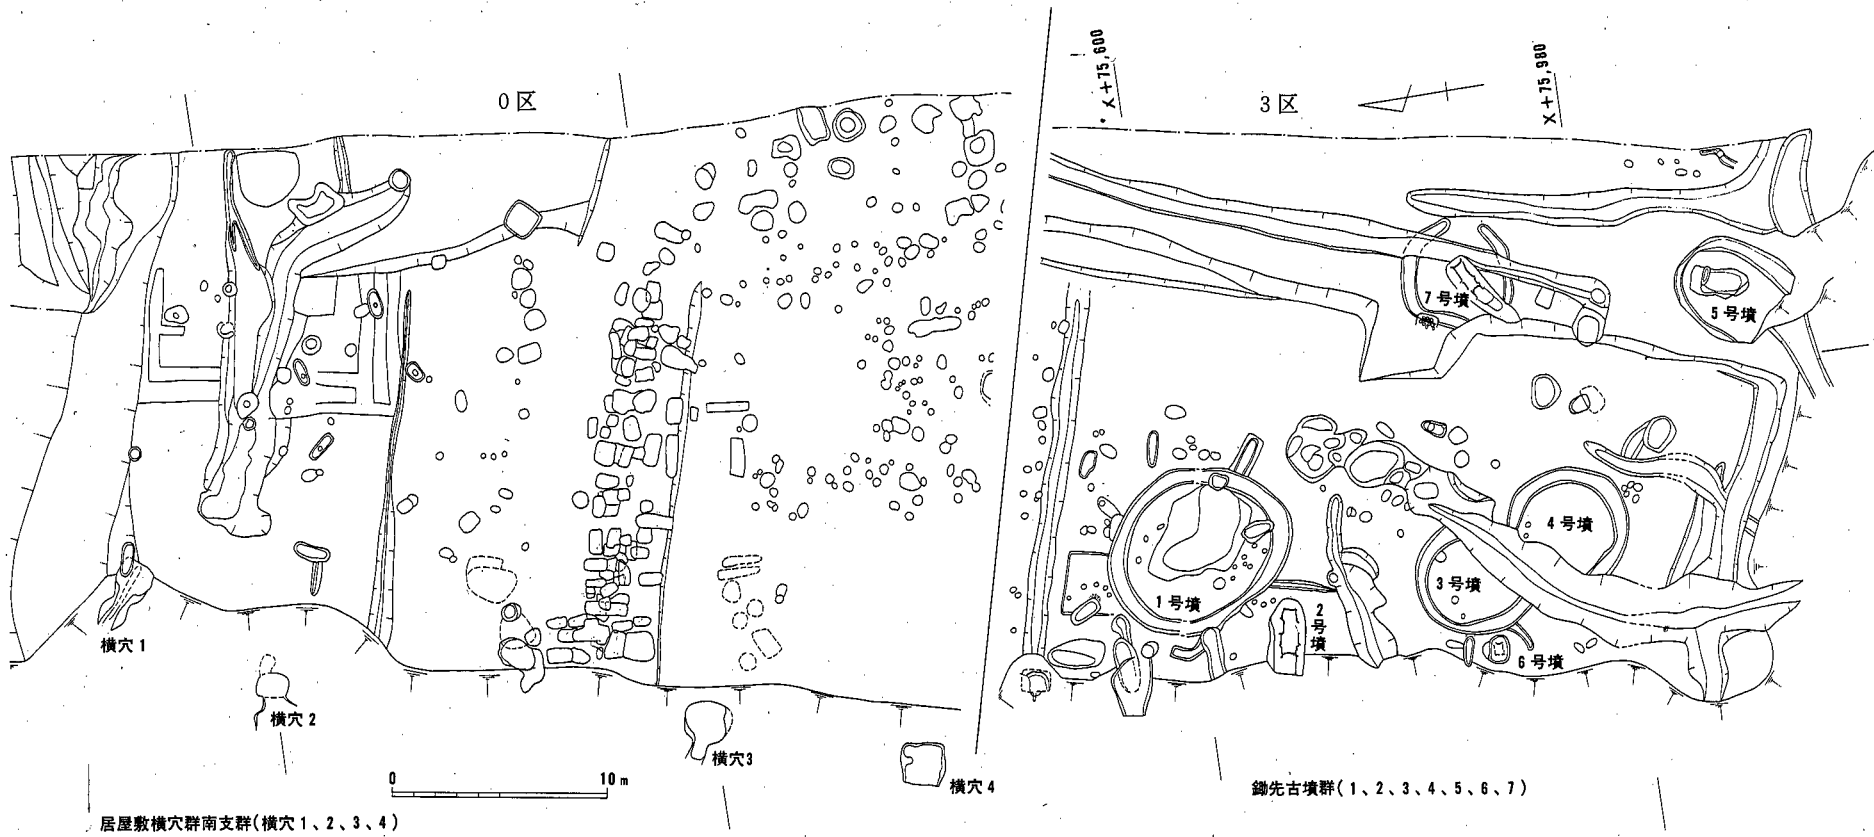 0区
3区
X+75,600
X+75,980
7号墳
5号墳
4号墳
3号墳
1号墳
2号墳
6号墳
横穴1
横穴2
横穴3
横穴4
0 10m
居屋敷横穴群南支群(横穴1、2、3、4)
鋤先古墳群(1、2、3、4、5、6、7)